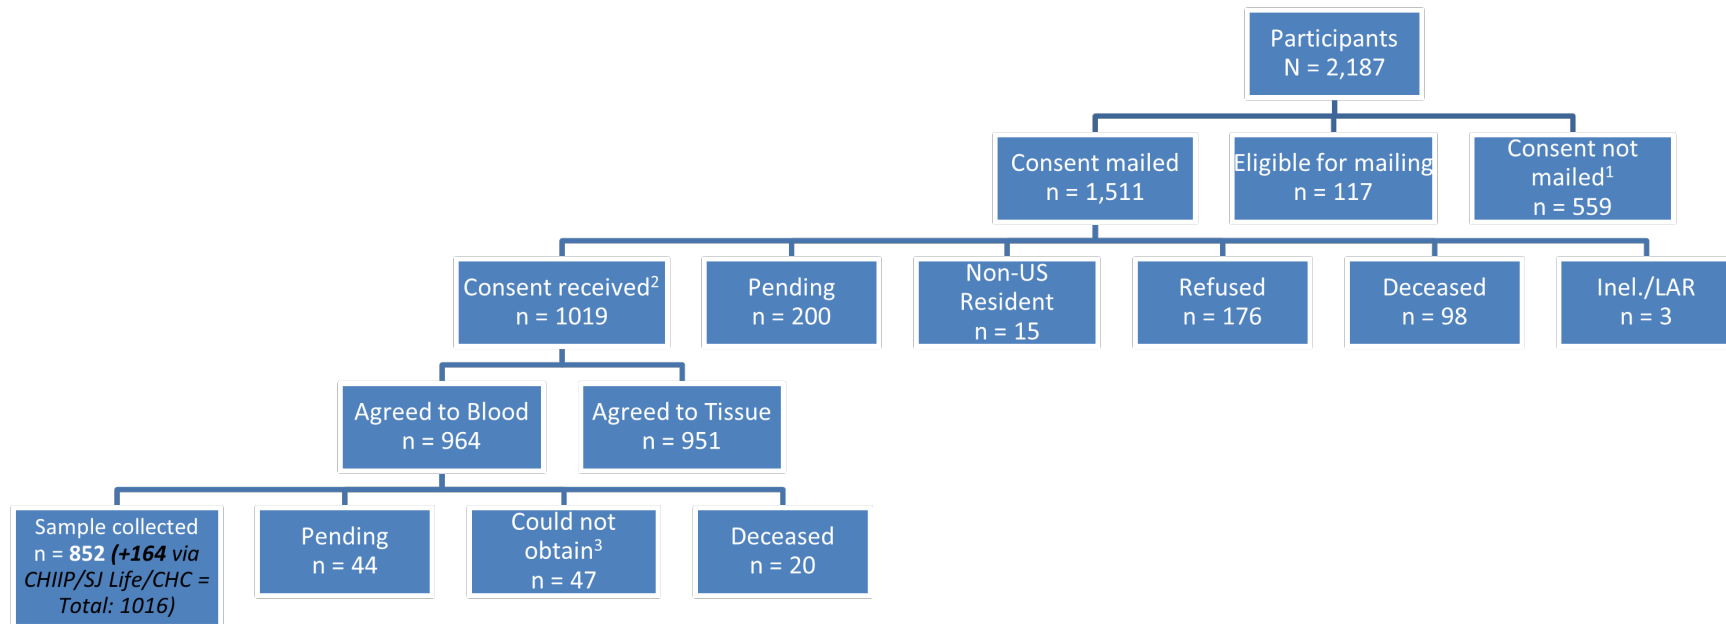 Participants
N = 2,187
Consent mailed
n = 1,511
Eligible for mailing
n = 117
Consent not
mailed¹
n = 559
Consent received²
n = 1019
Pending
n = 200
Non-US
Resident
n = 15
Refused
n = 176
Deceased
n = 98
Inel./LAR
n = 3
Agreed to Blood
n = 964
Agreed to Tissue
n = 951
Sample collected
n = 852 (+164 via
CHIIP/SJ Life/CHC =
Total: 1016)
Pending
n = 44
Could not
obtain³
n = 47
Deceased
n = 20